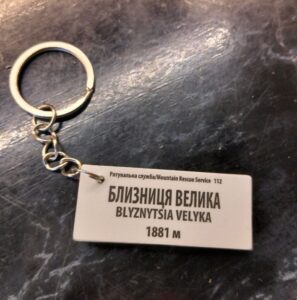 Рятувальна служба/Mountain Rescue Service 112
БЛИЗНИЦЯ ВЕЛИКА
BLYZNYTSIA VELYKA
1881 м